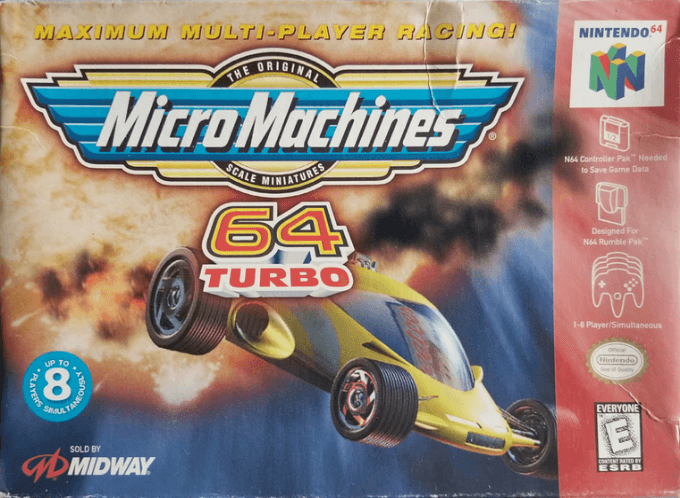 MAXIMUM MULTI-PLAYER RACING!
THE ORIGINAL
Micro Machines®
SCALE MINIATURES
64
TURBO
UP TO
8
PLAYERS SIMULTANEOUSLY
SOLD BY
MIDWAY
NINTENDO64
N64 Controller Pak™ Needed
to Save Game Data
Designed For
N64 Rumble Pak™
1-8 Player/Simultaneous
Official
Nintendo
Seal of Quality
EVERYONE
E
CONTENT RATED BY
ESRB